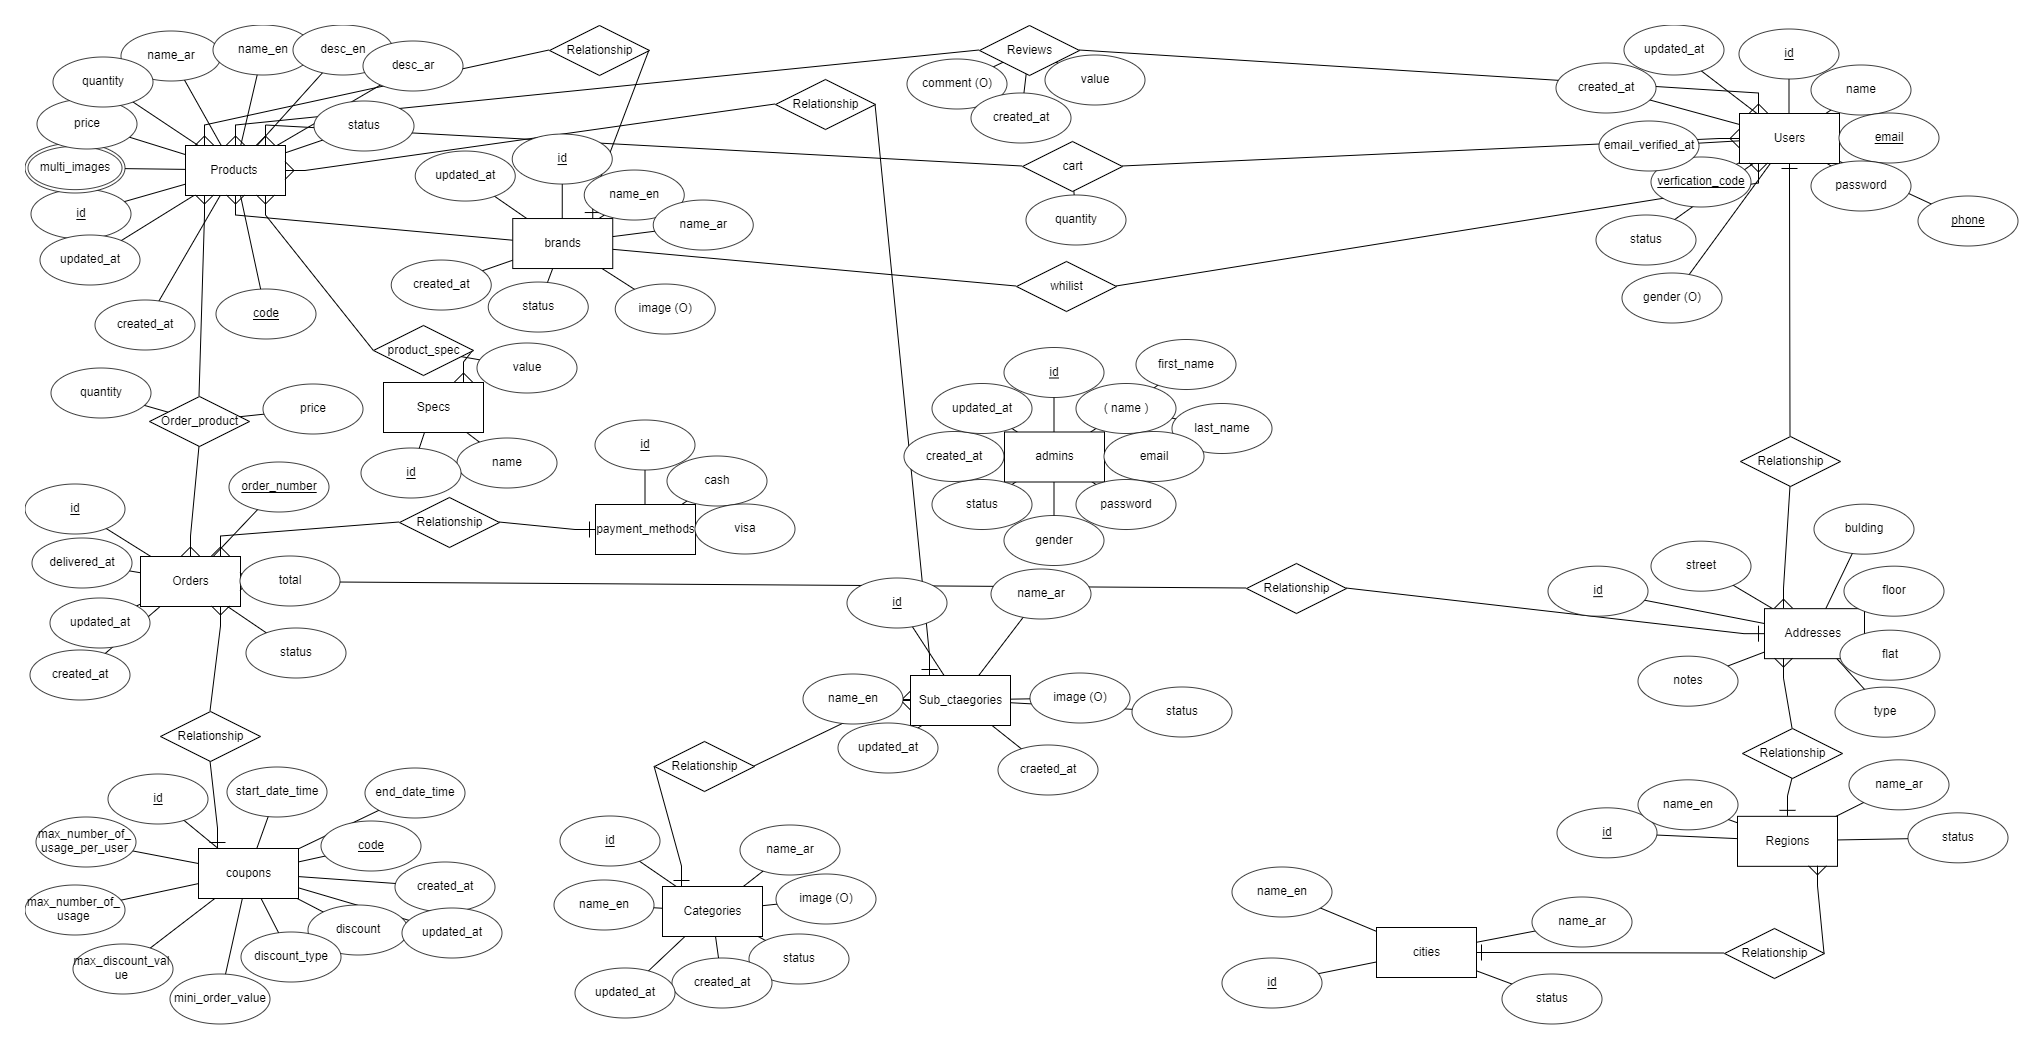 name_ar
name_en
desc_en
Relationship
desc_ar
quantity
price
multi_images
id
updated_at
created_at
code
status
Products
Reviews
comment (O)
value
created_at
Relationship
updated_at
id
created_at
name
email
email_verified_at
Users
verfication_code
password
phone
status
gender (O)
cart
quantity
whilist
id
updated_at
name_en
name_ar
brands
created_at
status
image (O)
product_spec
value
Specs
id
name
quantity
price
Order_product
id
first_name
updated_at
( name )
last_name
created_at
admins
email
status
password
gender
id
cash
payment_methods
visa
Relationship
order_number
id
delivered_at
Orders
total
updated_at
created_at
status
Relationship
Relationship
bulding
street
id
floor
Addresses
flat
notes
type
Relationship
id
name_ar
name_en
Sub_ctaegories
image (O)
status
updated_at
craeted_at
Relationship
Relationship
id
start_date_time
end_date_time
max_number_of_
usage_per_user
code
coupons
created_at
max_number_of_
usage
discount
updated_at
max_discount_val
ue
discount_type
mini_order_value
Relationship
id
name_ar
name_en
Categories
image (O)
status
updated_at
created_at
name_ar
name_en
id
Regions
status
name_en
name_ar
cities
Relationship
id
status